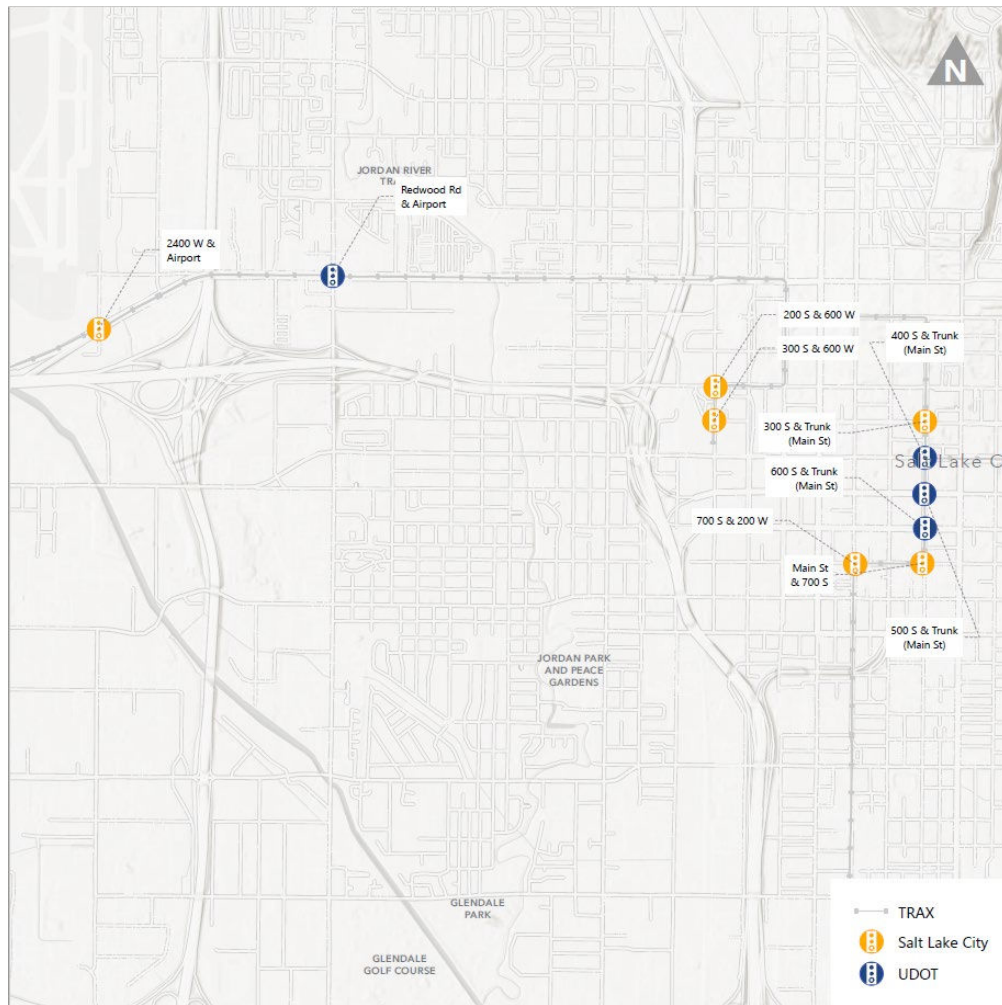 N
JORDAN RIVER
TRA
Redwood Rd
& Airport
2400 W &
Airport
200 S & 600 W
400 S & Trunk
(Main St)
300 S & 600 W
300 S & Trunk
(Main St)
Salt Lake C
600 S & Trunk
(Main St)
700 S & 200 W
Main St
& 700 S
500 S & Trunk
(Main St)
JORDAN PARK
AND PEACE
GARDENS
GLENDALE
PARK
GLENDALE
GOLF COURSE
TRAX
Salt Lake City
UDOT